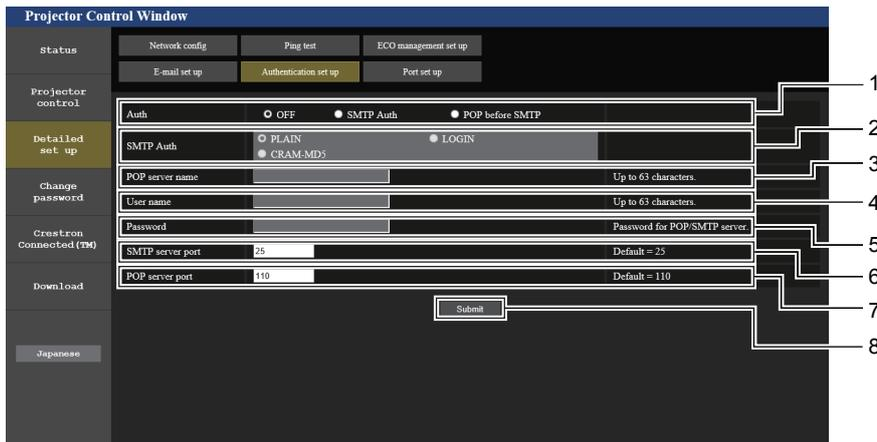 Projector Control Window
Status
Network config
Ping test
ECO management set up
E-mail set up
Authentication set up
Port set up
Projector control
Detailed set up
Change password
Crestron Connected(TM)
Download
Japanese
Auth OFF SMTP Auth POP before SMTP 1
SMTP Auth PLAIN LOGIN 2
CRAM-MD5
POP server name Up to 63 characters. 3
User name Up to 63 characters. 4
Password Password for POP/SMTP server. 5
SMTP server port 25 Default = 25 6
POP server port 110 Default = 110 7
Submit 8